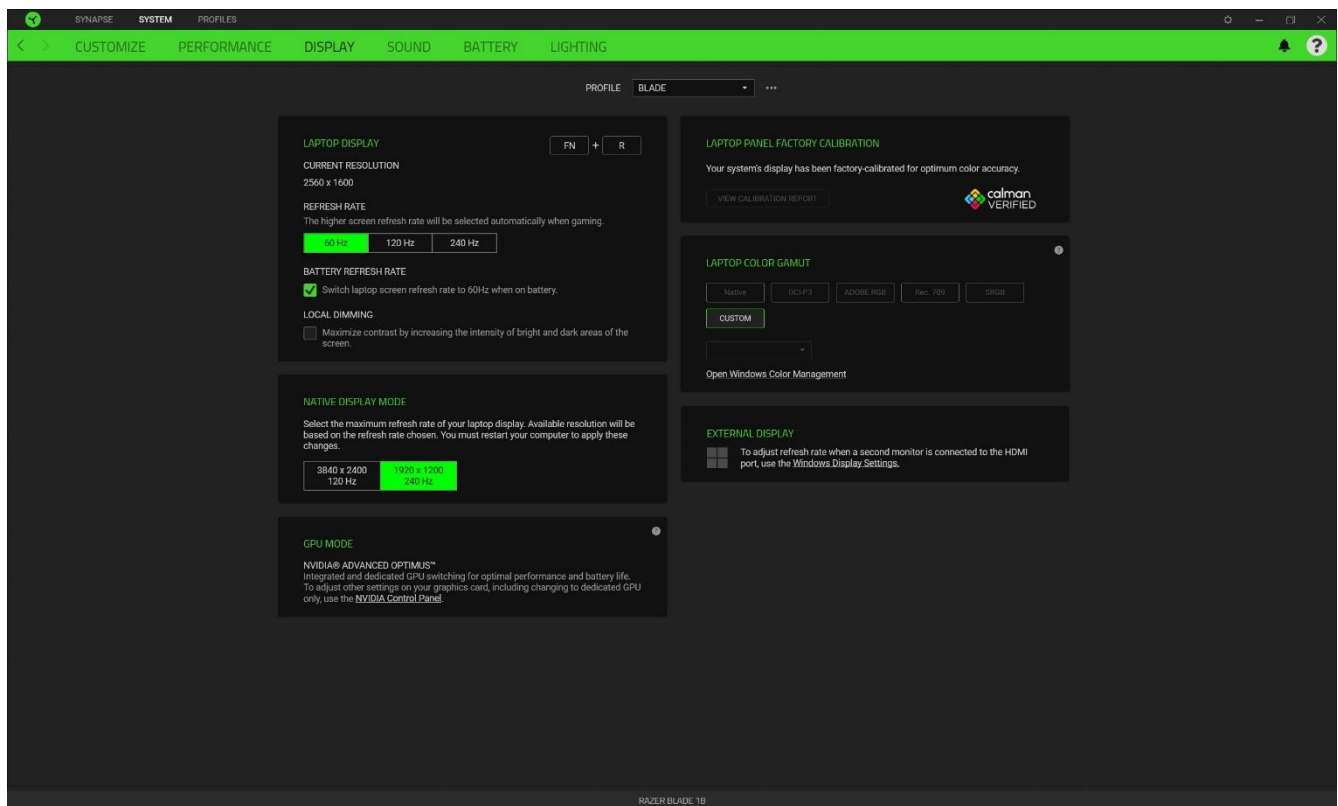 SYNAPSE SYSTEM PROFILES
CUSTOMIZE PERFORMANCE DISPLAY SOUND BATTERY LIGHTING
?
PROFILE BLADE
LAPTOP DISPLAY
FN + R
CURRENT RESOLUTION
2560 x 1600
REFRESH RATE
The higher screen refresh rate will be selected automatically when gaming.
60 Hz 120 Hz 240 Hz
BATTERY REFRESH RATE
Switch laptop screen refresh rate to 60Hz when on battery.
LOCAL DIMMING
Maximize contrast by increasing the intensity of bright and dark areas of the
screen.
NATIVE DISPLAY MODE
Select the maximum refresh rate of your laptop display. Available resolution will be
based on the refresh rate chosen. You must restart your computer to apply these
changes.
3840 x 2400 1920 x 1200
120 Hz 240 Hz
GPU MODE
?
NVIDIA® ADVANCED OPTIMUS™
Integrated and dedicated GPU switching for optimal performance and battery life.
To adjust other settings on your graphics card, including changing to dedicated GPU
only, use the NVIDIA Control Panel.
LAPTOP PANEL FACTORY CALIBRATION
Your system's display has been factory-calibrated for optimum color accuracy.
VIEW CALIBRATION REPORT
calman
VERIFIED
LAPTOP COLOR GAMUT
?
Native DCI-P3 ADOBE RGB Rec. 709 SRGB
CUSTOM
Open Windows Color Management
EXTERNAL DISPLAY
To adjust refresh rate when a second monitor is connected to the HDMI
port, use the Windows Display Settings.
RAZER BLADE 18